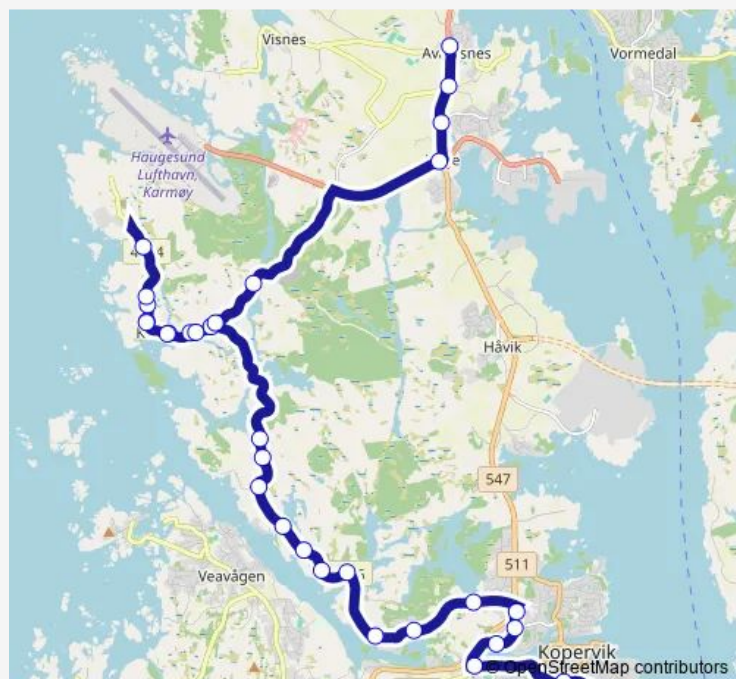 Visnes
Vormedal
Haugesund
Lufthavn,
Karmøy
Håvik
547
511
Veavågen
Kopervik
© OpenStreetMap contributors